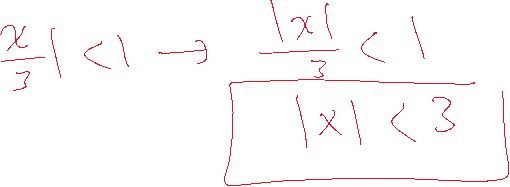 x/3| < 1 → |x|/3 < 1
|x| < 3